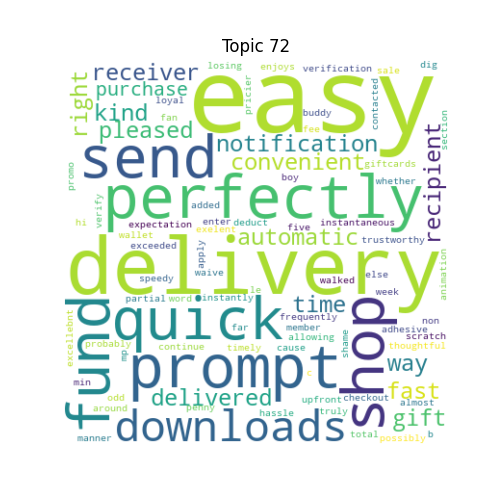 Topic 72
losing enjoys verification sale dig
receiver easy
purchase loyal pricier contacted
right kind fan buddy fee section
pleased notification
send convenient giftcards
promo boy whether recipient
perfectly
verify added enter deduct five instantaneous
hi expectation
wallet exelent automatic trustworthy
exceeded apply else animation
delivery
speedy waive walked week
partial word instantly le
fund quick far time frequently member non
excellebnt allowing adhesive
probably continue timely cause shame scratch
mp prompt shop way thoughtful
min c fast
odd delivered upfront checkout almost
around penny hassle truly gift
manner downloads total possibly b